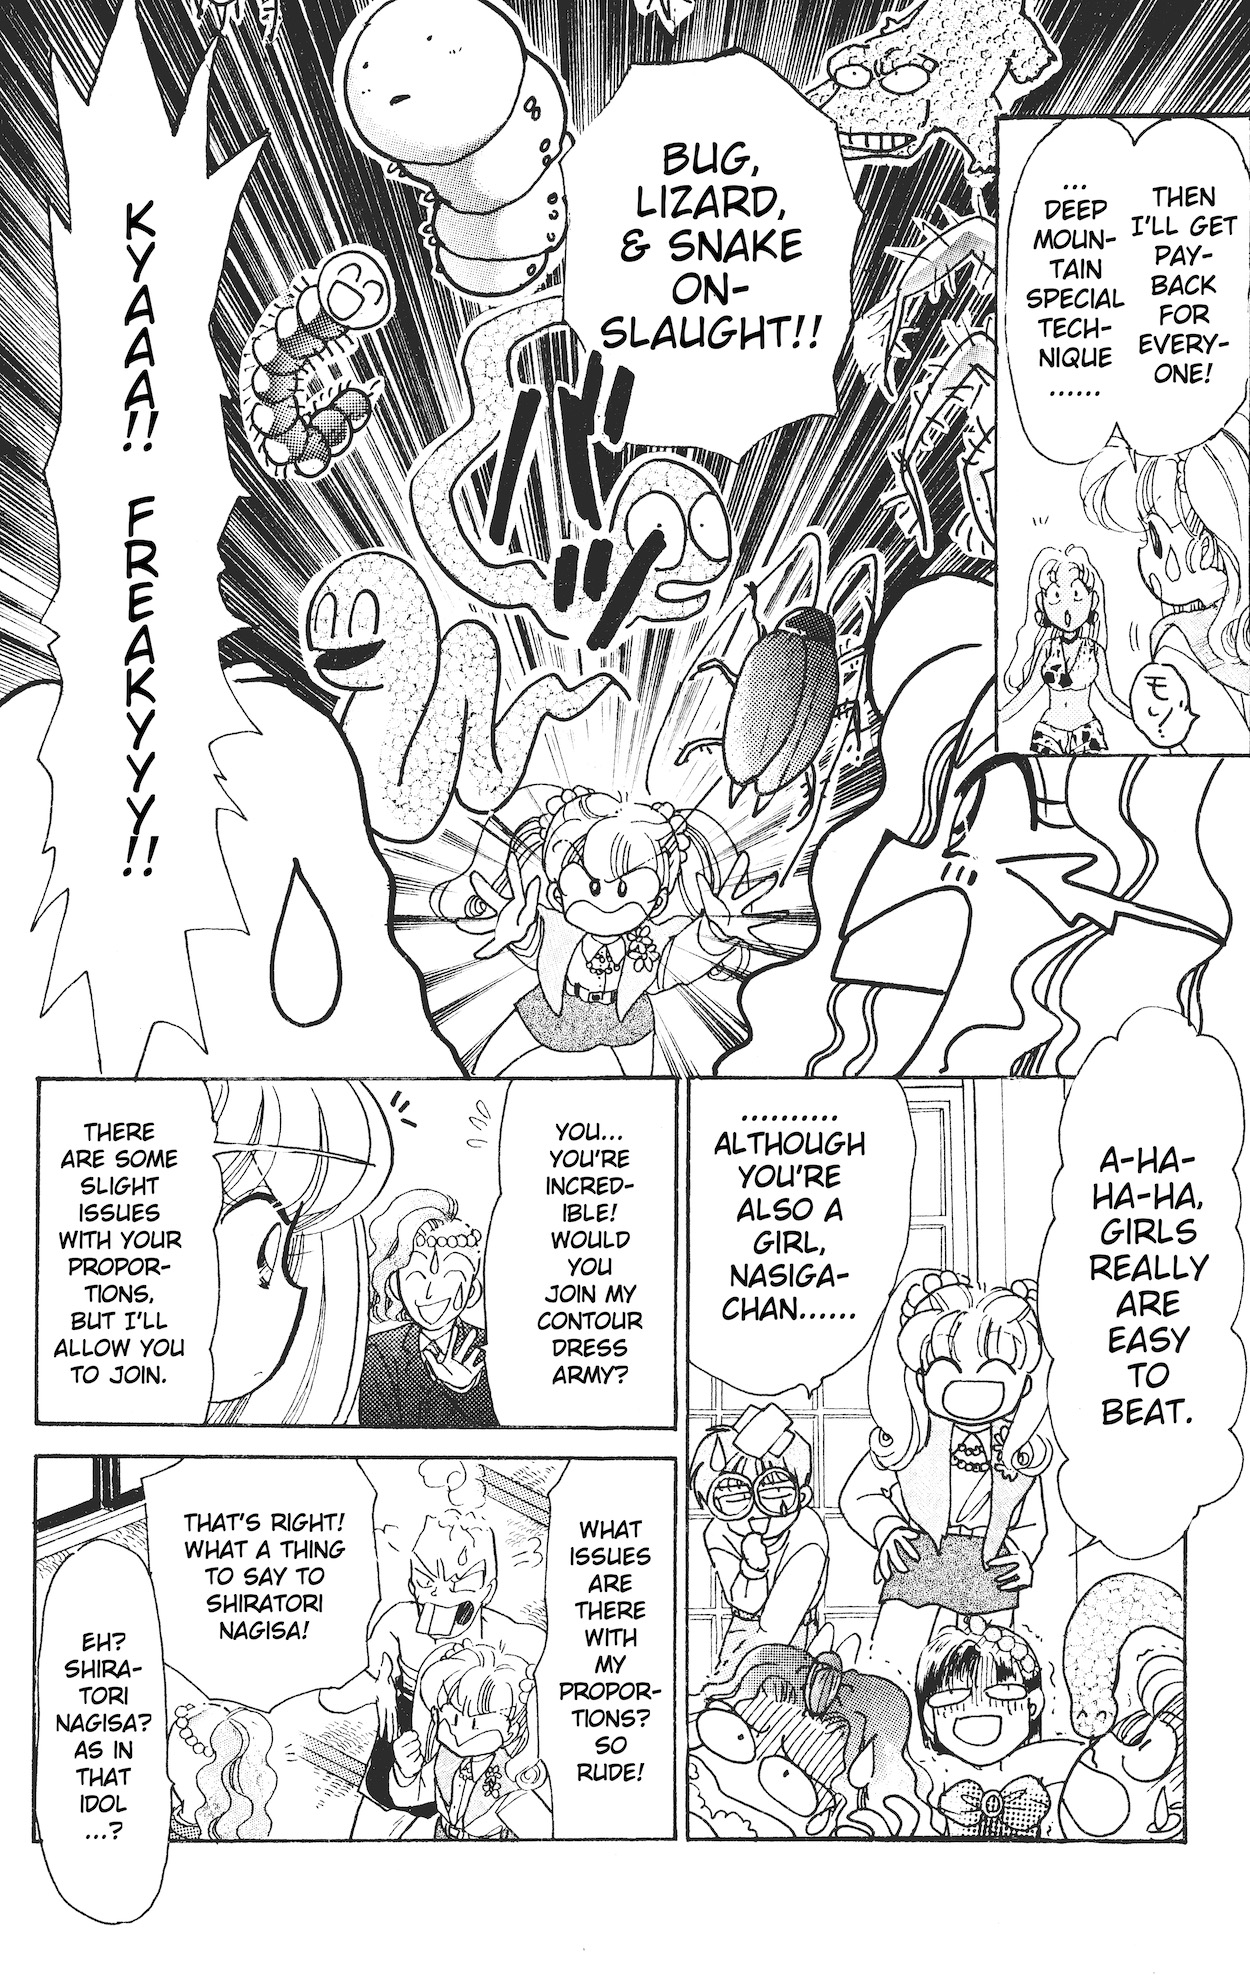 THEN
I'LL GET
PAY-
BACK
FOR
EVERY-
ONE!
...
DEEP
MOUN-
TAIN
SPECIAL
TECH-
NIQUE
......
モゾ..
BUG,
LIZARD,
& SNAKE
ON-
SLAUGHT!!
バッ
KYAAA!! FREAKYYY!!
A-HA-
HA-HA,
GIRLS
REALLY
ARE
EASY
TO
BEAT.
..........
ALTHOUGH
YOU'RE
ALSO A
GIRL,
NASIGA-
CHAN......
YOU...
YOU'RE
INCRED-
IBLE!
WOULD
YOU
JOIN MY
CONTOUR
DRESS
ARMY?
THERE
ARE SOME
SLIGHT
ISSUES
WITH YOUR
PROPOR-
TIONS,
BUT I'LL
ALLOW YOU
TO JOIN.
WHAT
ISSUES
ARE
THERE
WITH
MY
PROPOR-
TIONS?
SO
RUDE!
THAT'S RIGHT!
WHAT A THING
TO SAY TO
SHIRATORI
NAGISA!
EH?
SHIRA-
TORI
NAGISA?
AS IN
THAT
IDOL
...?